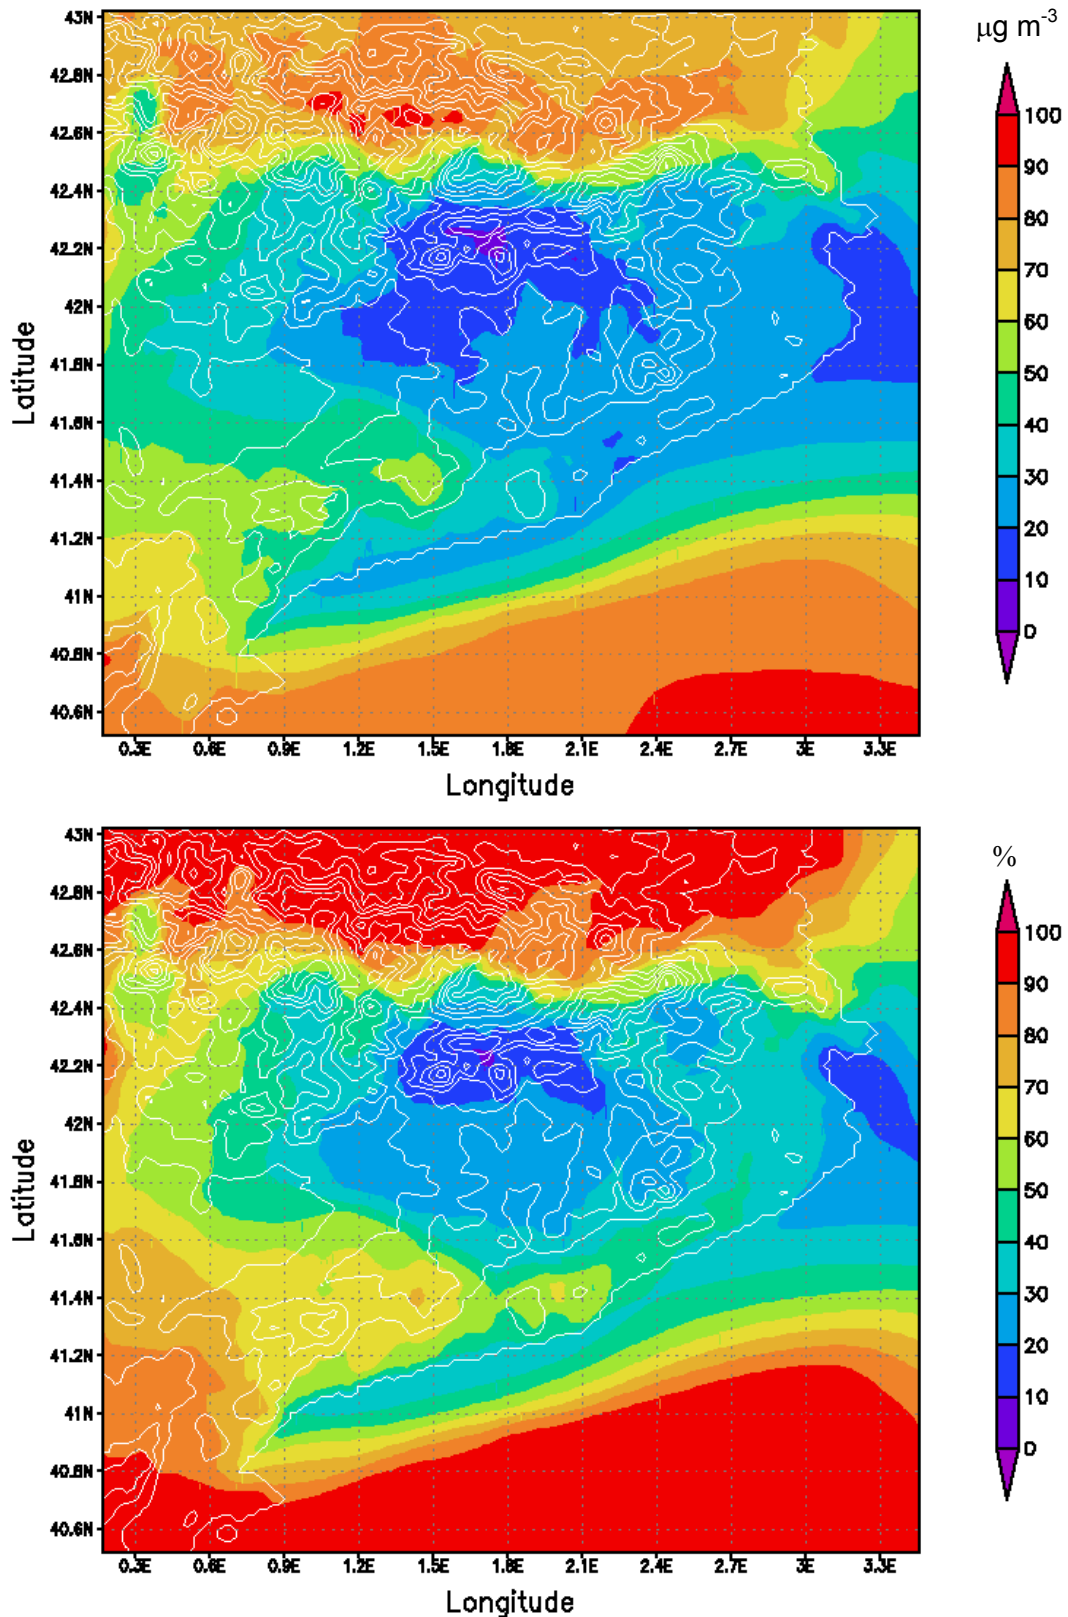 μg m-3
43N
42.8N
42.6N
42.4N
42.2N
42N
41.8N
41.6N
41.4N
41.2N
41N
40.8N
40.6N
Latitude
0.3E 0.6E 0.9E 1.2E 1.5E 1.8E 2.1E 2.4E 2.7E 3E 3.3E
Longitude
100
90
80
70
60
50
40
30
20
10
0
%
43N
42.8N
42.6N
42.4N
42.2N
42N
41.8N
41.6N
41.4N
41.2N
41N
40.8N
40.6N
Latitude
0.3E 0.6E 0.9E 1.2E 1.5E 1.8E 2.1E 2.4E 2.7E 3E 3.3E
Longitude
100
90
80
70
60
50
40
30
20
10
0